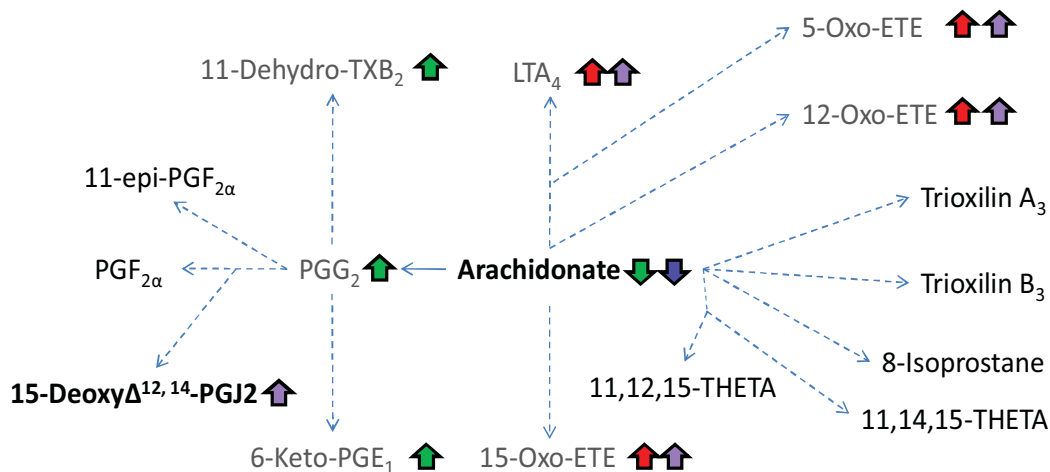 5-Oxo-ETE
11-Dehydro-TXB₂
LTA₄
12-Oxo-ETE
11-epi-PGF₂α
Trioxilin A₃
PGF₂α
PGG₂
Arachidonate
Trioxilin B₃
8-Isoprostane
15-DeoxyΔ¹²,¹⁴-PGJ2
11,12,15-THETA
11,14,15-THETA
6-Keto-PGE₁
15-Oxo-ETE